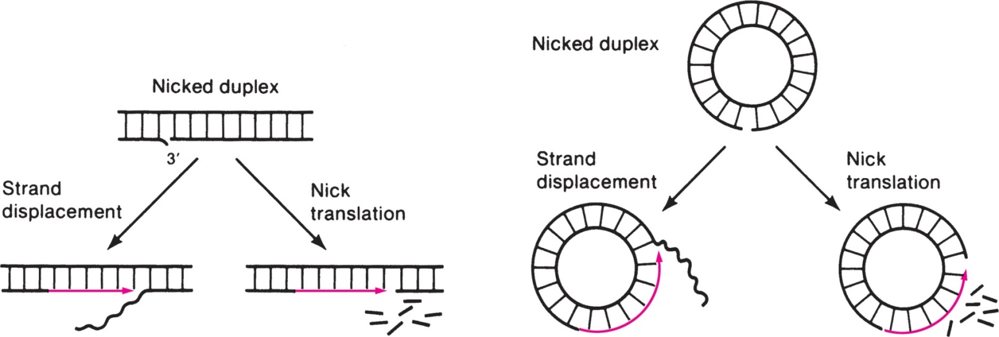 Nicked duplex
3′
Strand
displacement
Nick
translation
Nicked duplex
Strand
displacement
Nick
translation